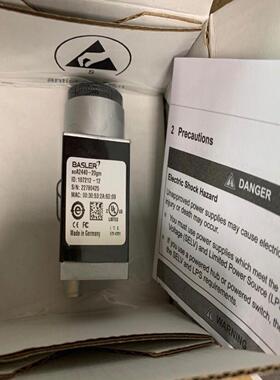 BASLER
acA2440-20gm
ID: 107212-12
S/N: 22780425
MAC: 00:30:53:2A:6D:09
Made in Germany
2 Precautions
DANGER
Electric Shock Hazard
Unapproved power supplies may cause electric
injury or death may occur.
You must use power supplies which meet the
Voltage (SELV) and Limited Power Source (LPS
If you use a powered hub or powered switch, the
SELV and LPS requirements.
WARNING